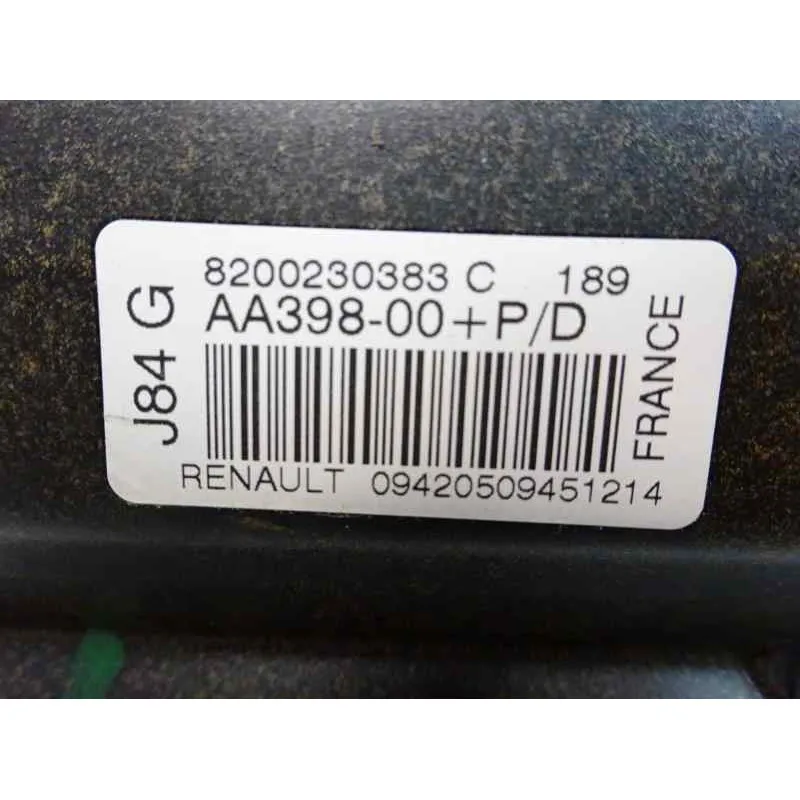 J84 G
8200230383 C 189
AA398-00+P/D
RENAULT 09420509451214
FRANCE